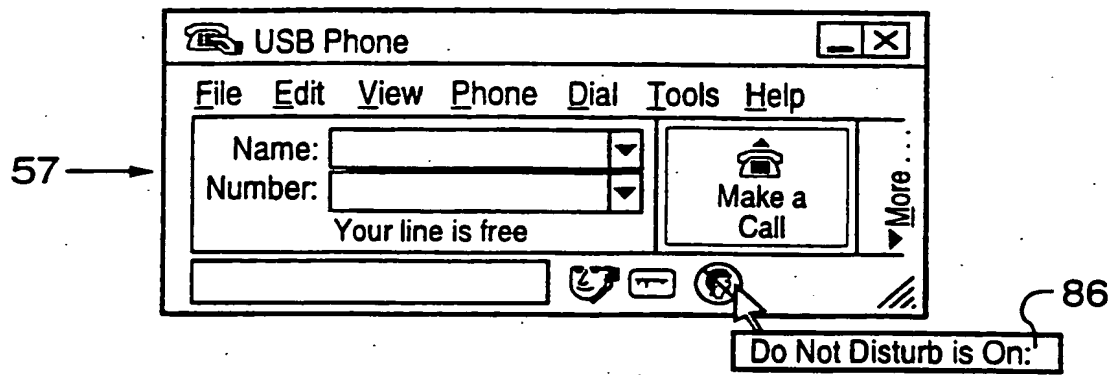 USB Phone
File Edit View Phone Dial Tools Help
57
Name:
Number:
Your line is free
Make a
Call
More...
86
Do Not Disturb is On: